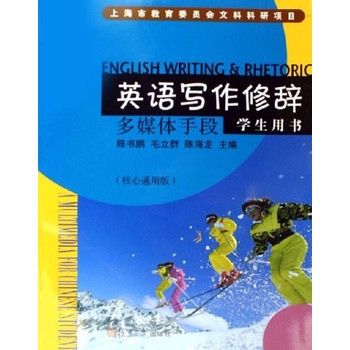 上海市教育委员会文科科研项目
ENGLISH WRITING & RHETORIC
英语写作修辞
多媒体手段 学生用书
陈书鹏 毛立群 陈海龙 主编
(核心通用版)